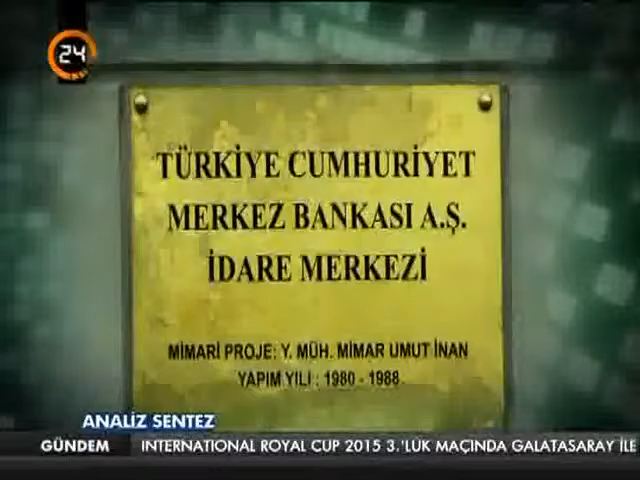 24
TÜRKİYE CUMHURİYET
MERKEZ BANKASI A.Ş.
İDARE MERKEZİ
MİMARİ PROJE: Y. MÜH. MİMAR UMUT İNAN
YAPIM YILI : 1980 - 1988
ANALİZ SENTEZ
GÜNDEM INTERNATIONAL ROYAL CUP 2015 3.'LÜK MAÇINDA GALATASARAY İLE